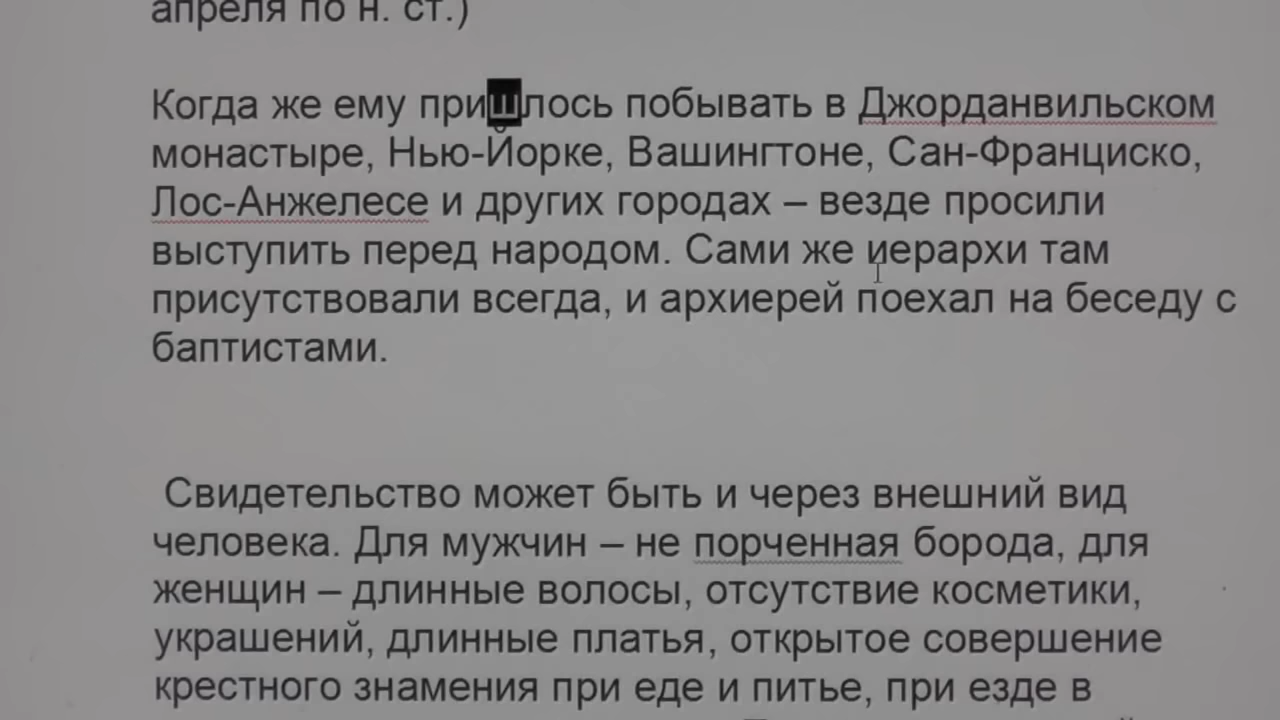 апреля по н. ст.)
Когда же ему пришлось побывать в Джорданвильском
монастыре, Нью-Йорке, Вашингтоне, Сан-Франциско,
Лос-Анжелесе и других городах – везде просили
выступить перед народом. Сами же иерархи там
присутствовали всегда, и архиерей поехал на беседу с
баптистами.
Свидетельство может быть и через внешний вид
человека. Для мужчин – не порченная борода, для
женщин – длинные волосы, отсутствие косметики,
украшений, длинные платья, открытое совершение
крестного знамения при еде и питье, при езде в